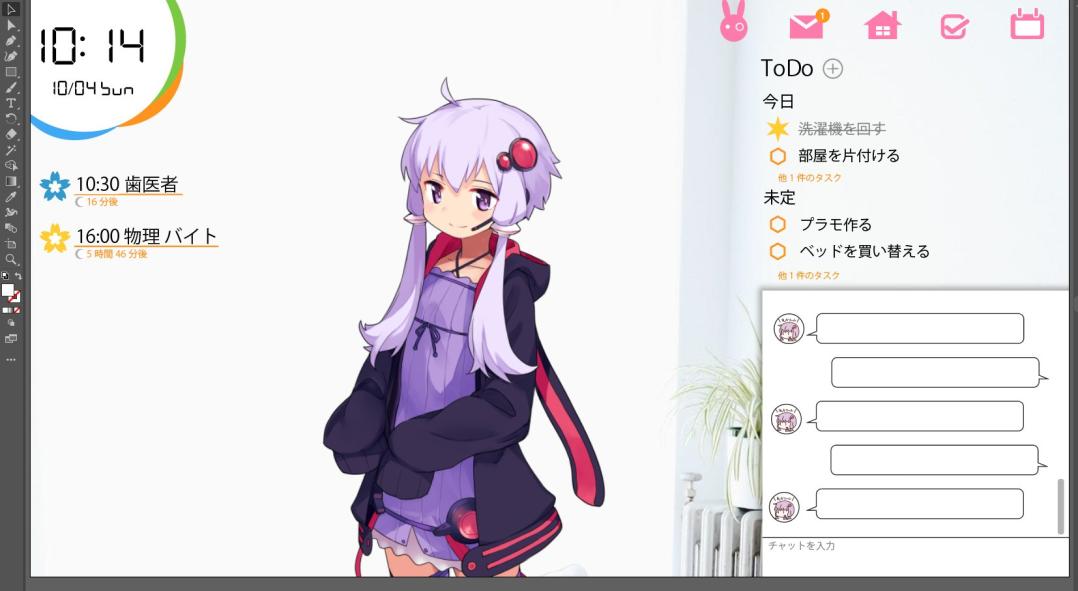 10:14
10/04 Sun
10:30 歯医者
16 分後
16:00 物理 バイト
5 時間 46 分後
1
ToDo
今日
洗濯機を回す
部屋を片付ける
他 1 件のタスク
未定
プラモ作る
ベッドを買い替える
他 1 件のタスク
チャットを入力